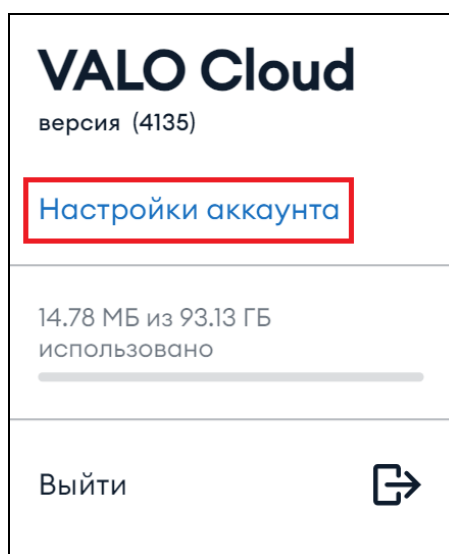 VALO Cloud
версия (4135)
Настройки аккаунта
14.78 МБ из 93.13 ГБ
использовано
Выйти